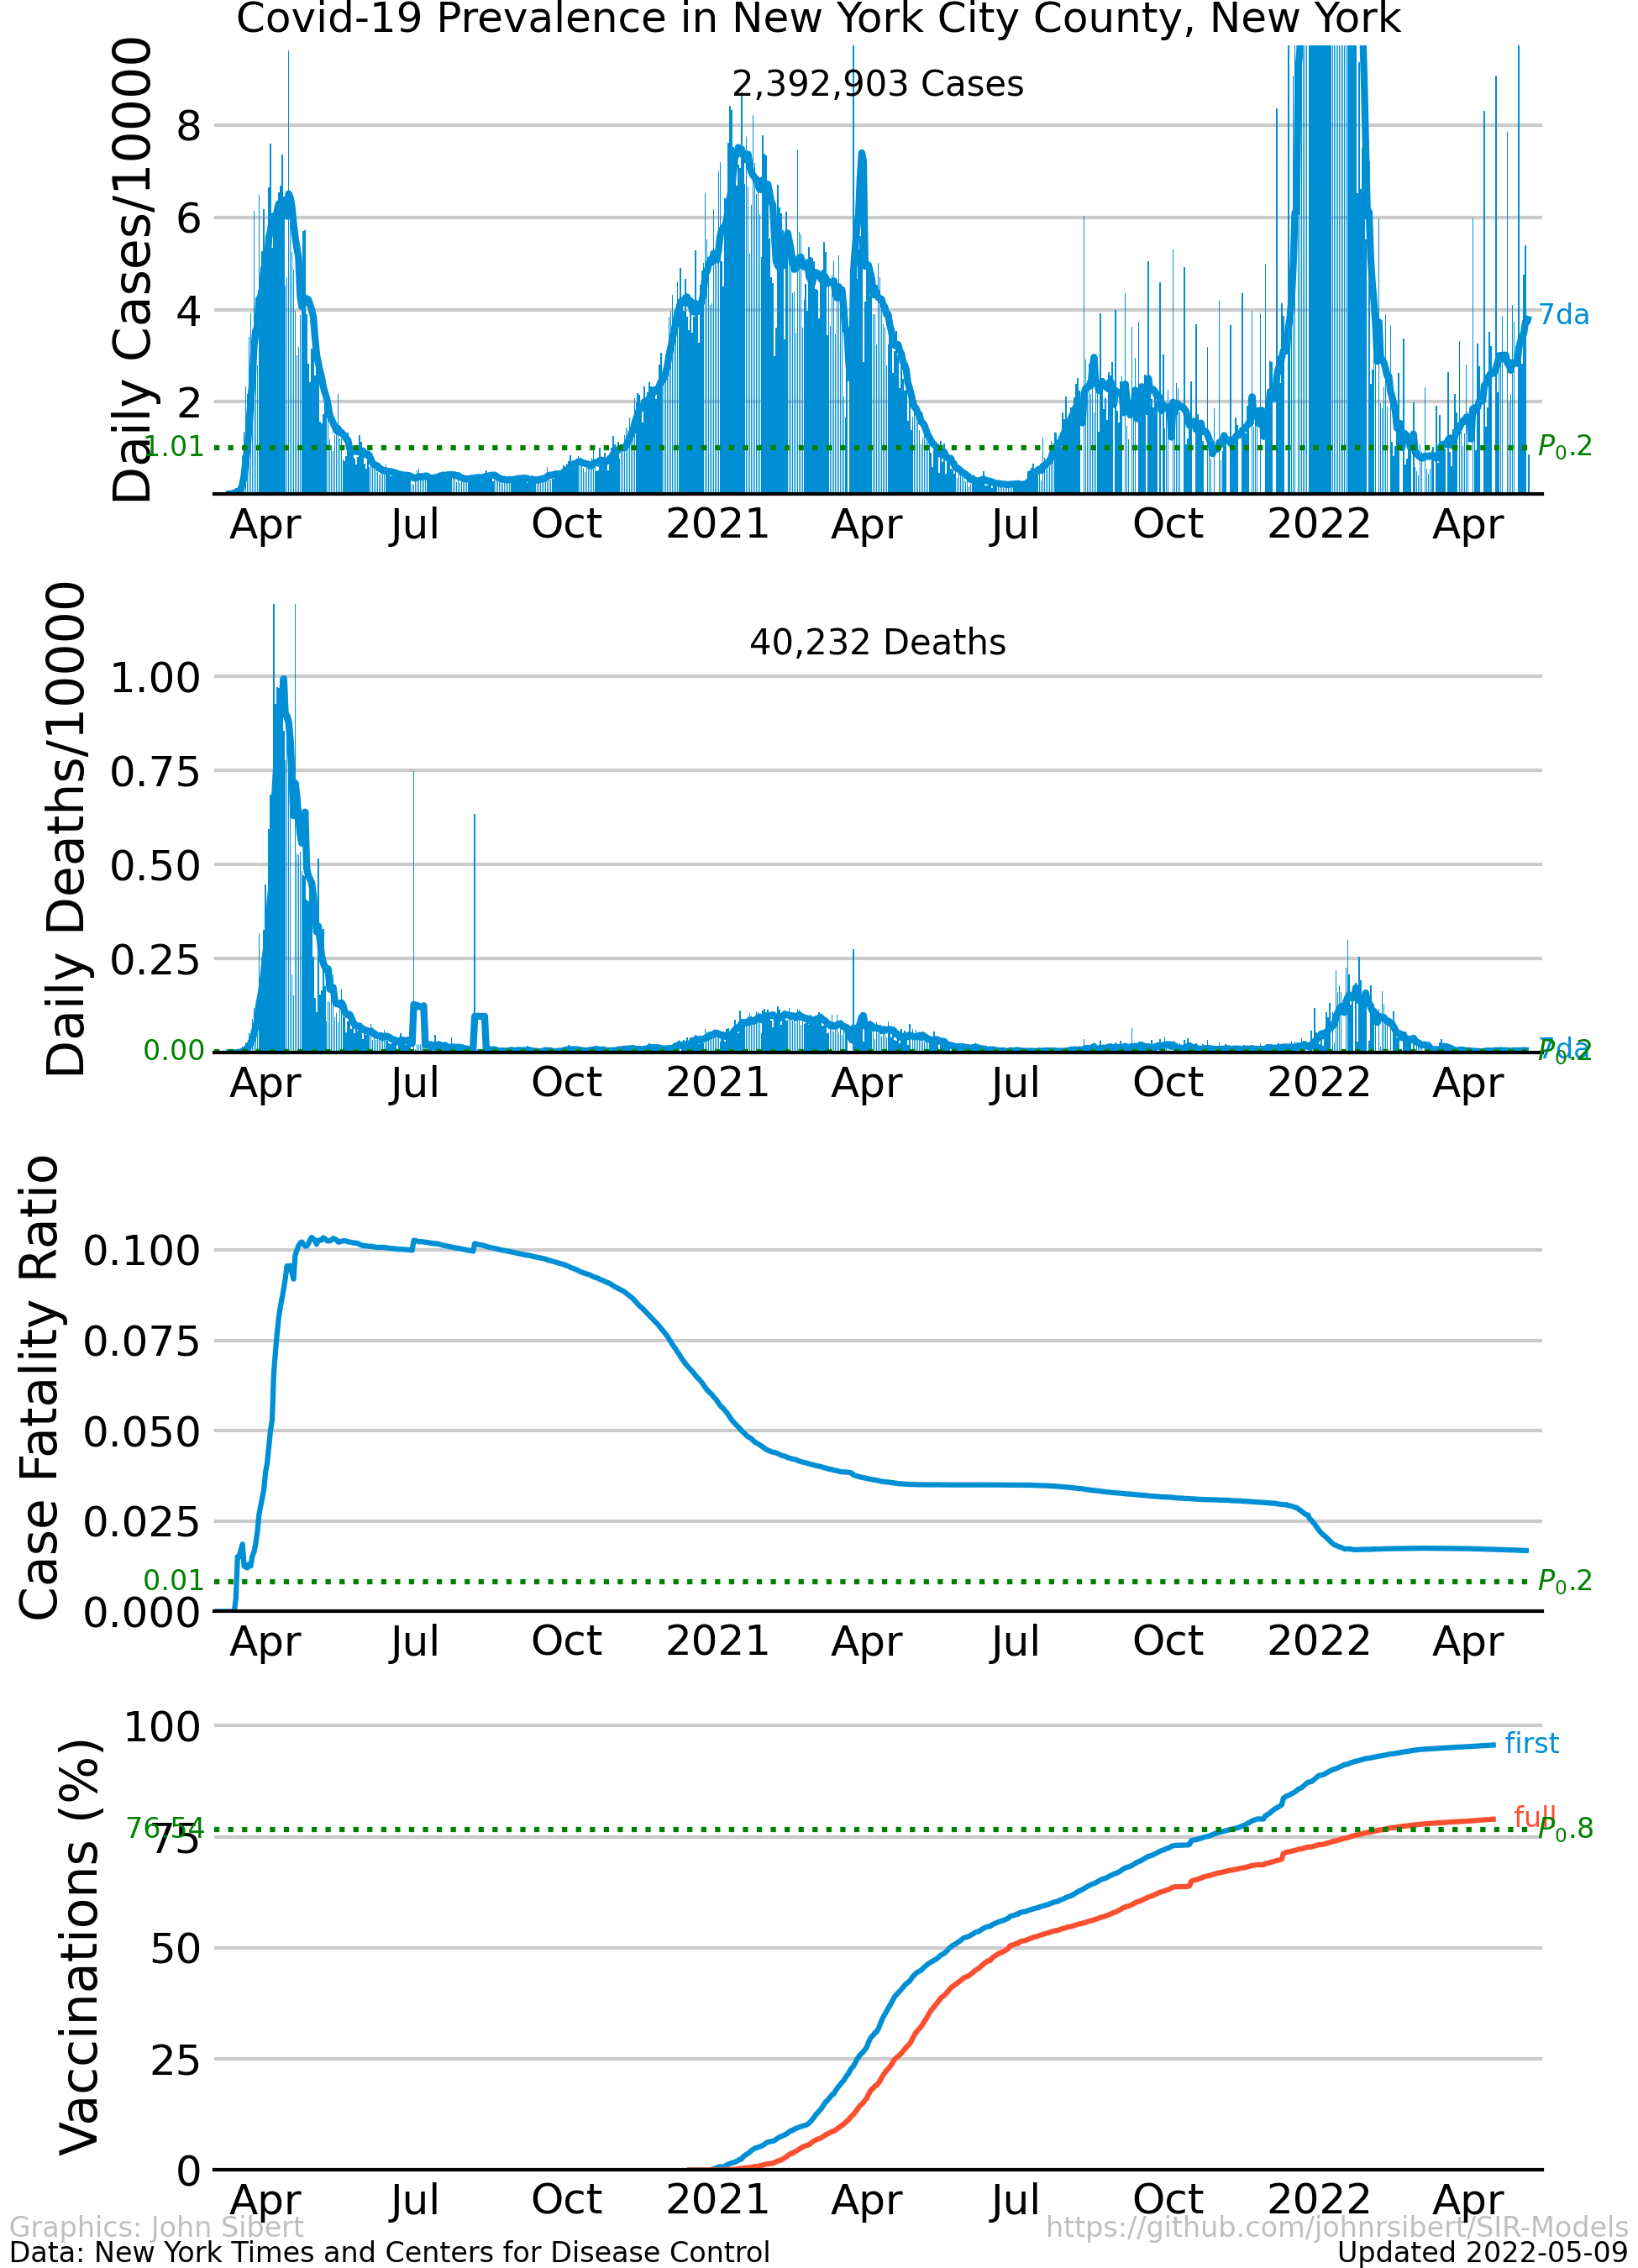 Covid-19 Prevalence in New York City County, New York
2,392,903 Cases
Daily Cases/10000
8
6
4
2
1.01
7da
P0.2
Apr Jul Oct 2021 Apr Jul Oct 2022 Apr
40,232 Deaths
Daily Deaths/10000
1.00
0.75
0.50
0.25
0.00
7da
P0.2
Apr Jul Oct 2021 Apr Jul Oct 2022 Apr
Case Fatality Ratio
0.100
0.075
0.050
0.025
0.01
0.000
P0.2
Apr Jul Oct 2021 Apr Jul Oct 2022 Apr
Vaccinations (%)
100
76.54
75
50
25
0
first
full
P0.8
Apr Jul Oct 2021 Apr Jul Oct 2022 Apr
Graphics: John Sibert
https://github.com/johnrsibert/SIR-Models
Data: New York Times and Centers for Disease Control
Updated 2022-05-09